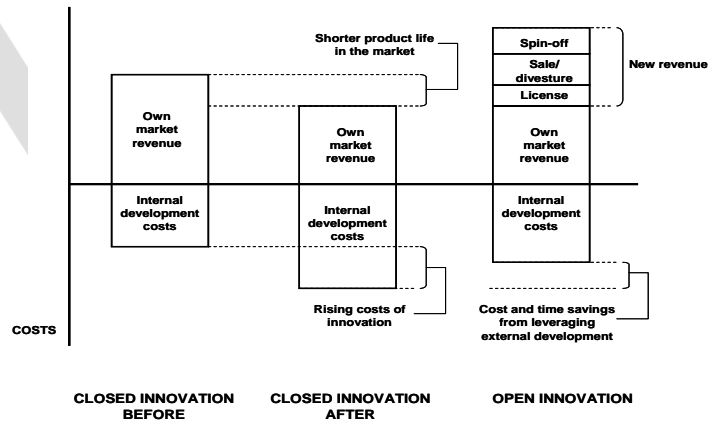 Shorter product life
in the market
Spin-off
Sale/
divesture
License
New revenue
Own
market
revenue
Own
market
revenue
Own
market
revenue
Internal
development
costs
Internal
development
costs
Internal
development
costs
Rising costs of
innovation
Cost and time savings
from leveraging
external development
COSTS
CLOSED INNOVATION
BEFORE
CLOSED INNOVATION
AFTER
OPEN INNOVATION